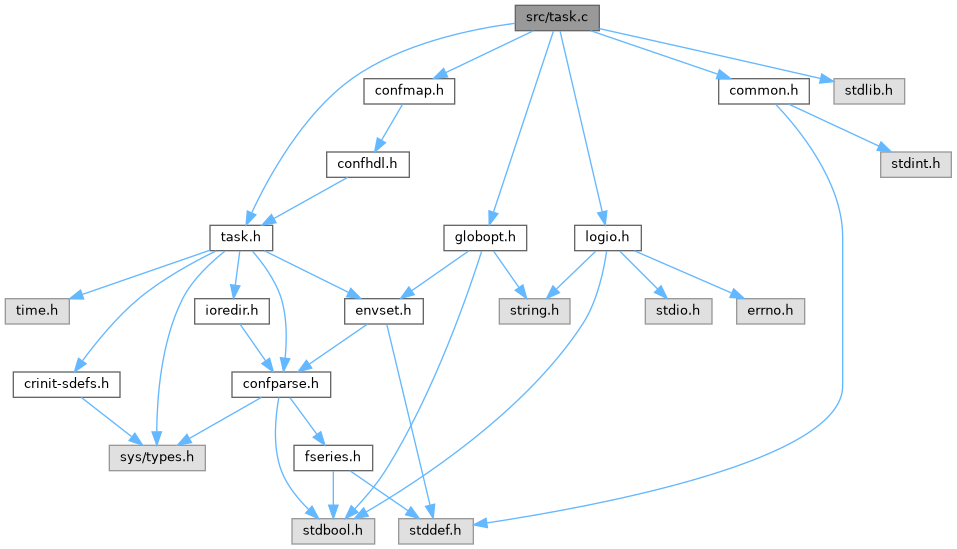 src/task.c
confmap.h
common.h
stdlib.h
confhdl.h
stdint.h
task.h
globopt.h
logio.h
time.h
ioredir.h
envset.h
string.h
stdio.h
errno.h
crinit-sdefs.h
confparse.h
sys/types.h
fseries.h
stdbool.h
stddef.h